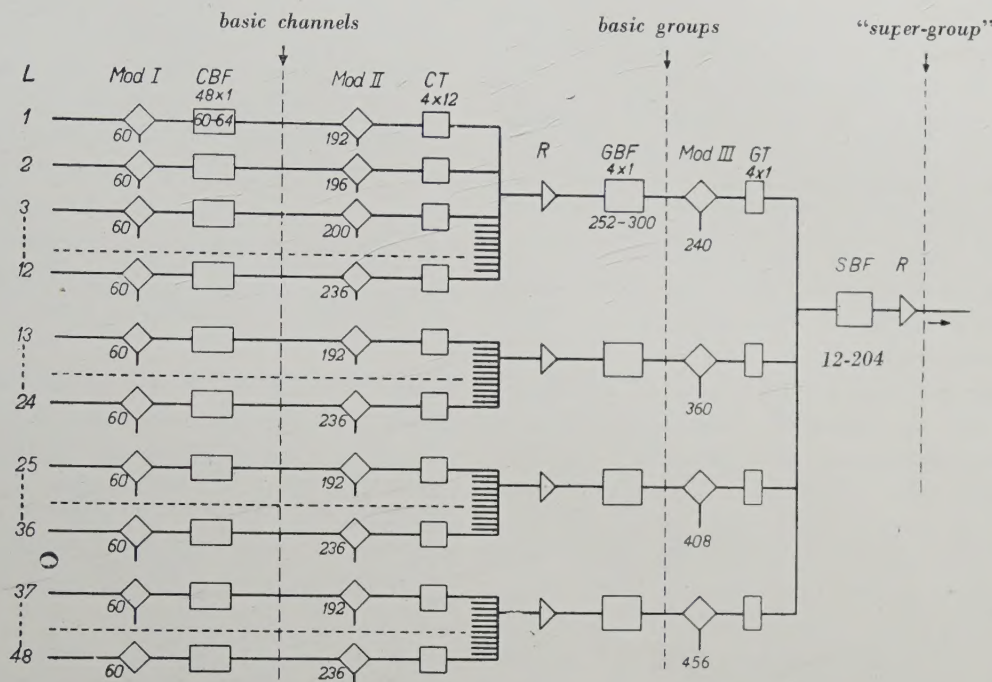 basic channels basic groups "super-group"
L Mod I CBF Mod II CT
48×1 4×12
1 60 60-64 192
R GBF Mod III GT
4×1 4×1
2 60 196
3 60 200 252-300 240
12 60 236
SBF R
13 60 192
12-204
24 60 236 360
25 60 192
36 60 236 408
37 60 192
48 60 236 456